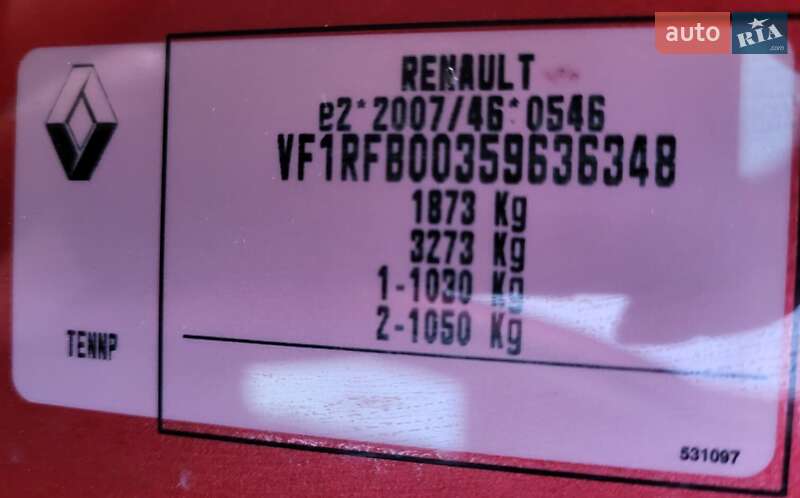 auto RIA.com
RENAULT
e2*2007/46*0546
VF1RFB00359636348
1873 Kg
3273 Kg
1-1030 Kg
2-1050 Kg
TENNP
531097